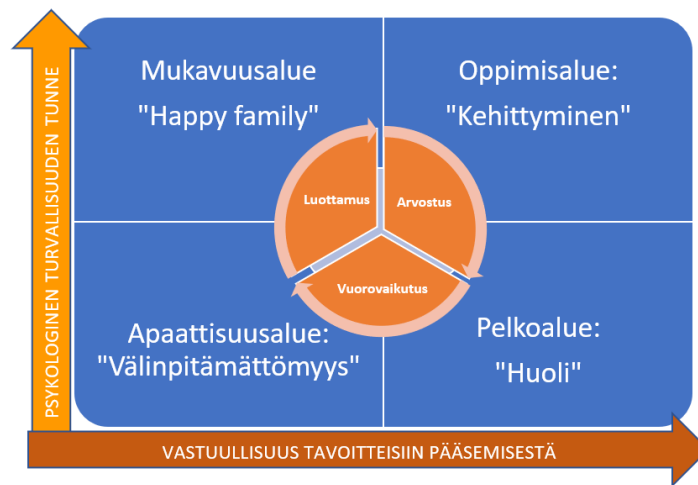 PSYKOLOGINEN TURVALLISUUDEN TUNNE
Mukavuusalue
"Happy family"
Oppimisalue:
"Kehittyminen"
Luottamus
Arvostus
Vuorovaikutus
Apaattisuusalue:
"Välinpitämättömyys"
Pelkoalue:
"Huoli"
VASTUULLISUUS TAVOITTEISIIN PÄÄSEMISESTÄ